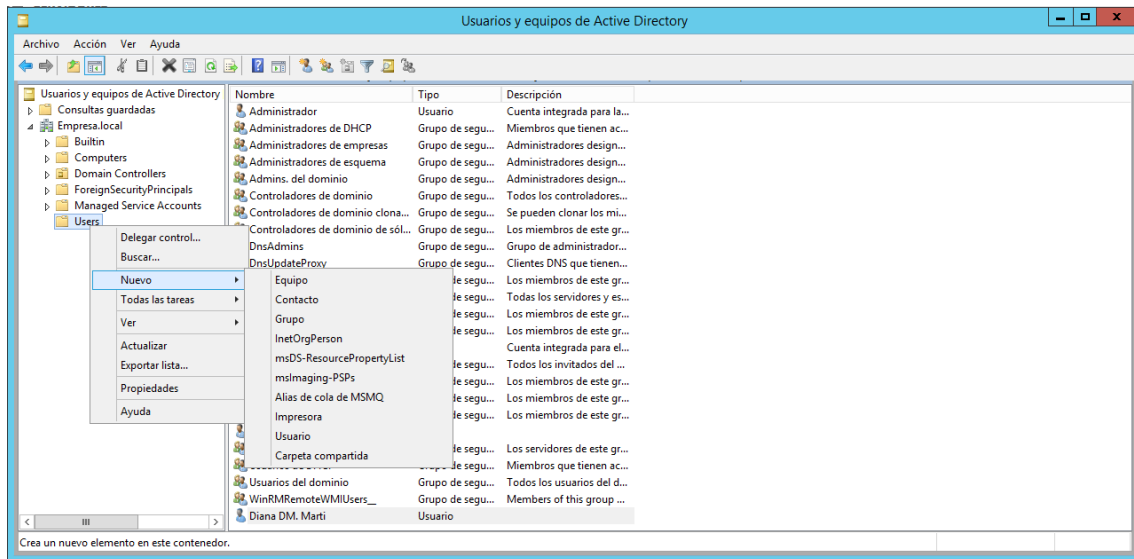 Usuarios y equipos de Active Directory
Archivo Acción Ver Ayuda
Usuarios y equipos de Active Directory
Consultas guardadas
Empresa.local
Builtin
Computers
Domain Controllers
ForeignSecurityPrincipals
Managed Service Accounts
Users
Nombre Tipo Descripción
Administrador Usuario Cuenta integrada para la...
Administradores de DHCP Grupo de segu... Miembros que tienen ac...
Administradores de empresas Grupo de segu... Administradores design...
Administradores de esquema Grupo de segu... Administradores design...
Admins. del dominio Grupo de segu... Administradores design...
Controladores de dominio Grupo de segu... Todos los controladores...
Controladores de dominio clona... Grupo de segu... Se pueden clonar los mi...
Controladores de dominio de sól... Grupo de segu... Los miembros de este gr...
DnsAdmins Grupo de segu... Grupo de administrador...
DnsUpdateProxy Grupo de segu... Clientes DNS que tienen...
de segu... Los miembros de este gr...
de segu... Todas los servidores y es...
de segu... Los miembros de este gr...
de segu... Los miembros de este gr...
Cuenta integrada para el...
de segu... Todos los invitados del ...
de segu... Los miembros de este gr...
de segu... Los miembros de este gr...
de segu... Los miembros de este gr...
de segu... Los servidores de este gr...
de segu... Miembros que tienen ac...
Usuarios del dominio Grupo de segu... Todos los usuarios del d...
WinRMRemoteWMIUsers__ Grupo de segu... Members of this group ...
Diana DM. Marti Usuario
Delegar control...
Buscar...
Nuevo
Todas las tareas
Ver
Actualizar
Exportar lista...
Propiedades
Ayuda
Equipo
Contacto
Grupo
InetOrgPerson
msDS-ResourcePropertyList
msImaging-PSPs
Alias de cola de MSMQ
Impresora
Usuario
Carpeta compartida
Crea un nuevo elemento en este contenedor.